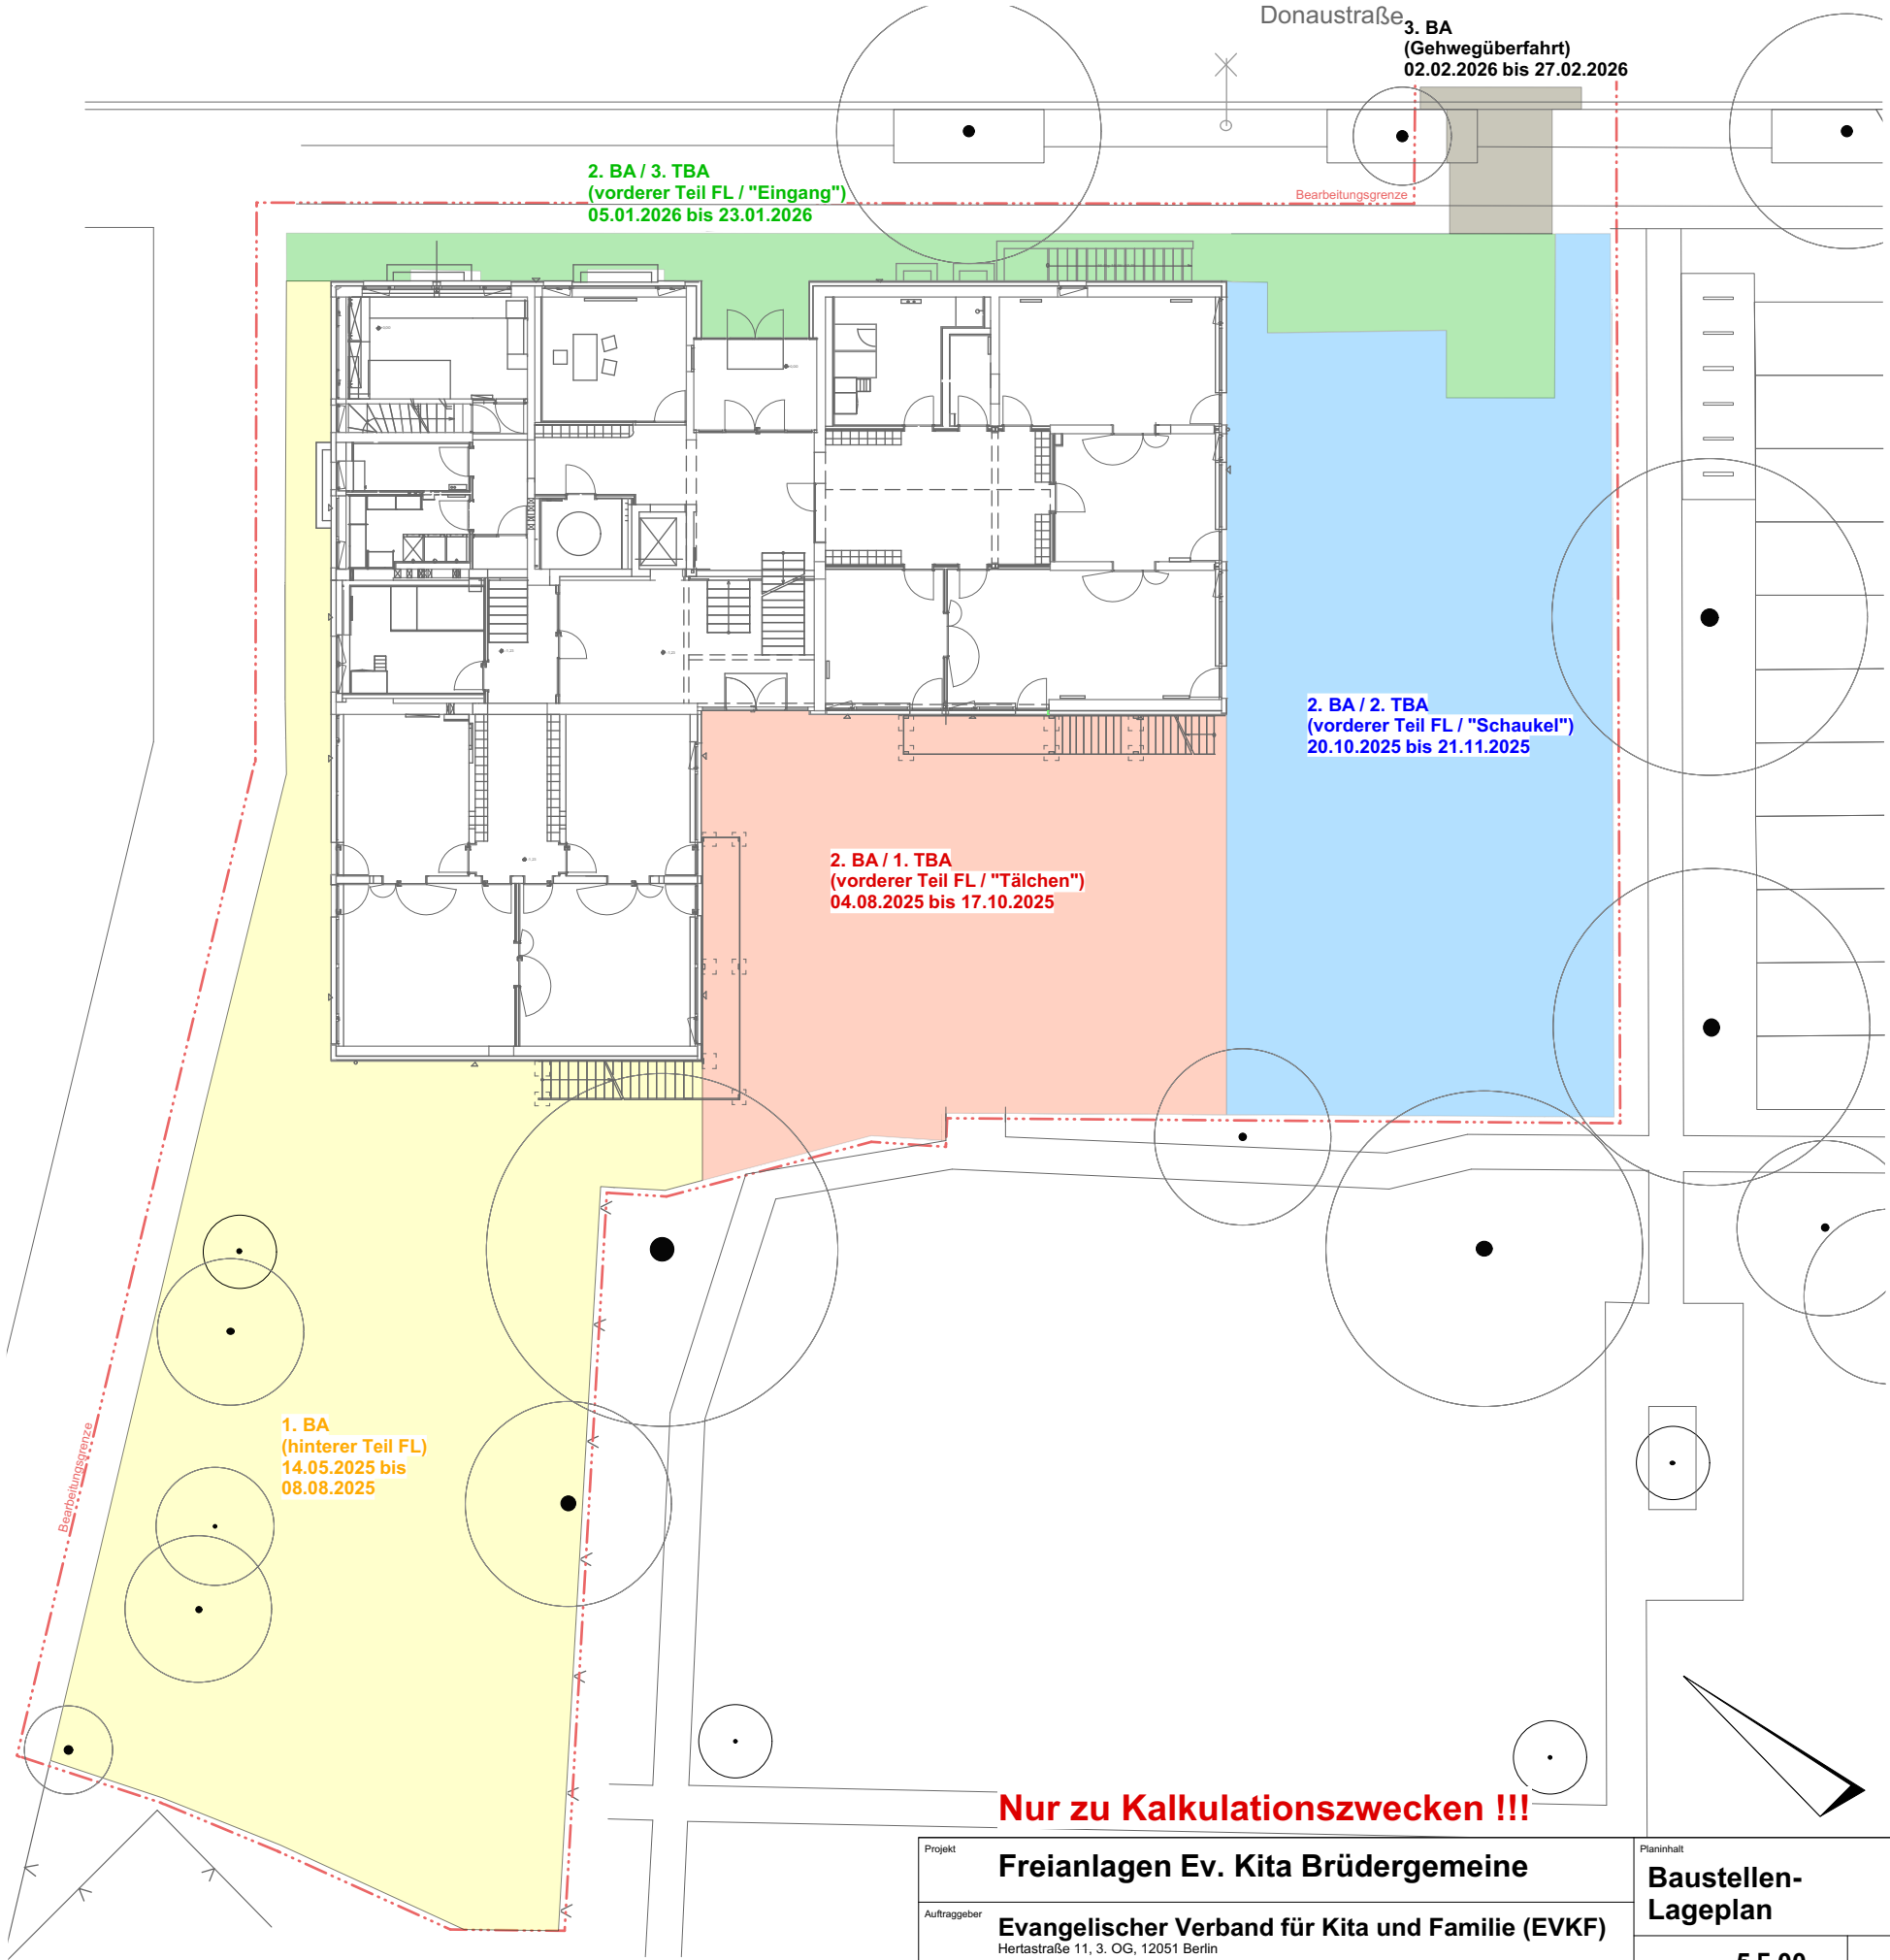 Donaustraße
3. BA
(Gehwegüberfahrt)
02.02.2026 bis 27.02.2026
2. BA / 3. TBA
(vorderer Teil FL / "Eingang")
05.01.2026 bis 23.01.2026
Bearbeitungsgrenze
2. BA / 2. TBA
(vorderer Teil FL / "Schaukel")
20.10.2025 bis 21.11.2025
2. BA / 1. TBA
(vorderer Teil FL / "Tälchen")
04.08.2025 bis 17.10.2025
1. BA
(hinterer Teil FL)
14.05.2025 bis
08.08.2025
Bearbeitungsgrenze
Nur zu Kalkulationszwecken !!!
Projekt
Freianlagen Ev. Kita Brüdergemeine
Planinhalt
Baustellen-
Lageplan
Auftraggeber
Evangelischer Verband für Kita und Familie (EVKF)
Hertastraße 11, 3. OG, 12051 Berlin